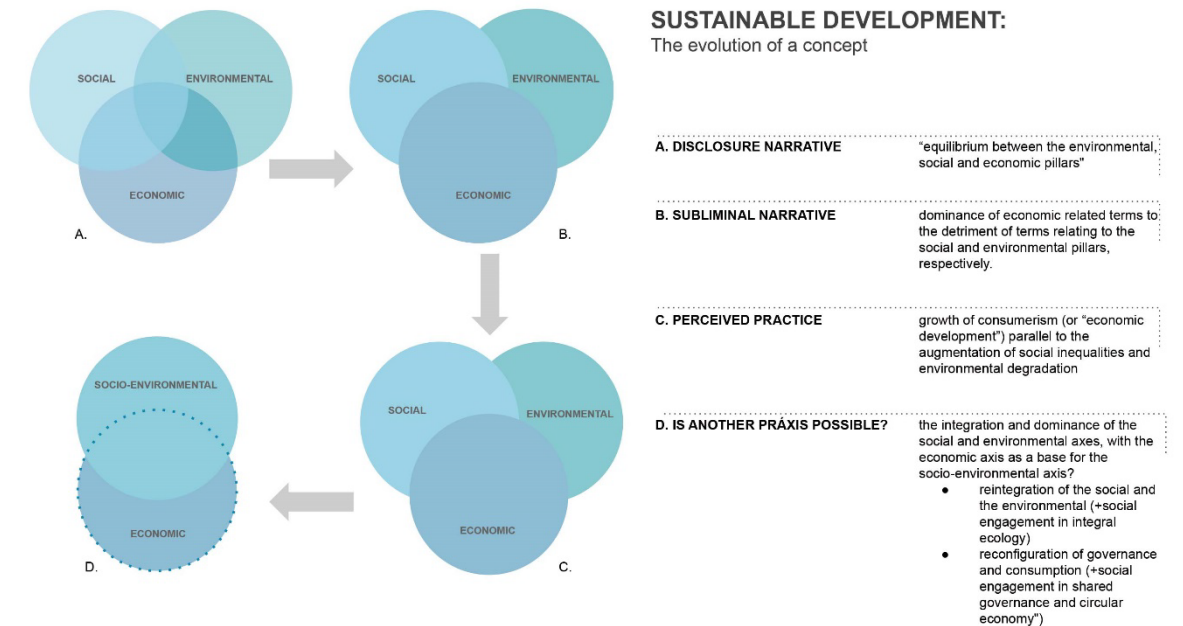 SUSTAINABLE DEVELOPMENT:
The evolution of a concept
SOCIAL
ENVIRONMENTAL
ECONOMIC
A.
SOCIAL
ENVIRONMENTAL
ECONOMIC
B.
SOCIO-ENVIRONMENTAL
ECONOMIC
D.
SOCIAL
ENVIRONMENTAL
ECONOMIC
C.
A. DISCLOSURE NARRATIVE
“equilibrium between the environmental,
social and economic pillars"
B. SUBLIMINAL NARRATIVE
dominance of economic related terms to
the detriment of terms relating to the
social and environmental pillars,
respectively.
C. PERCEIVED PRACTICE
growth of consumerism (or “economic
development”) parallel to the
augmentation of social inequalities and
environmental degradation
D. IS ANOTHER PRÁXIS POSSIBLE?
the integration and dominance of the
social and environmental axes, with the
economic axis as a base for the
socio-environmental axis?
● reintegration of the social and
the environmental (+social
engagement in integral
ecology)
● reconfiguration of governance
and consumption (+social
engagement in shared
governance and circular
economy")